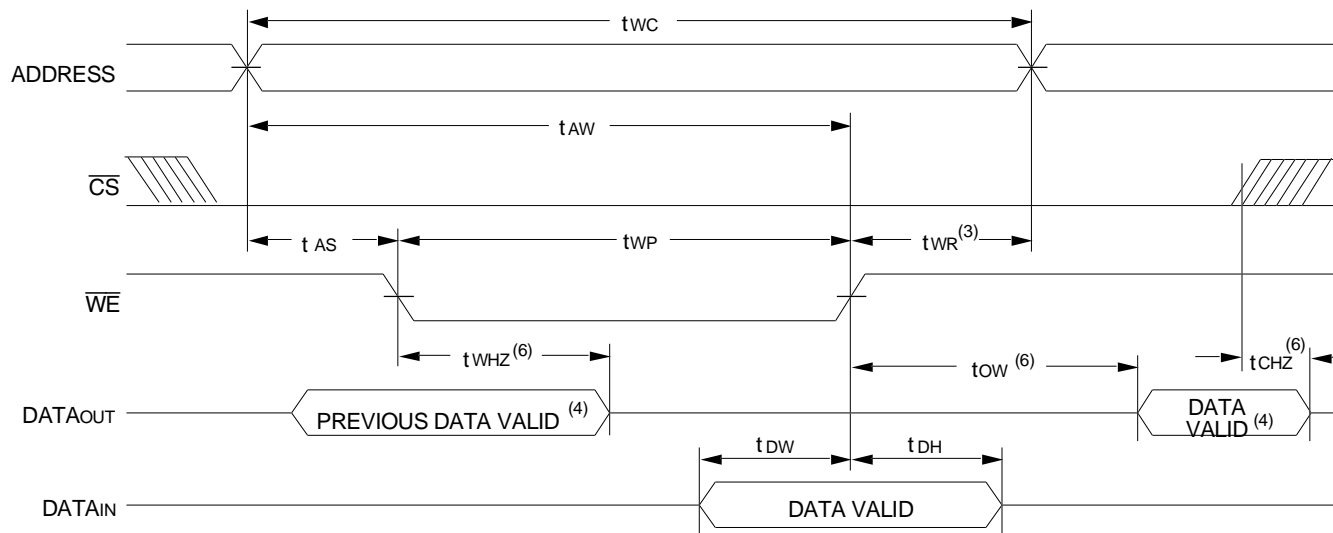 tWC
ADDRESS
tAW
CS
tAS tWP tWR(3)
WE
tWHZ(6) tOW(6) tCHZ(6)
DATAOUT PREVIOUS DATA VALID (4) DATA VALID (4)
tDW tDH
DATAIN DATA VALID